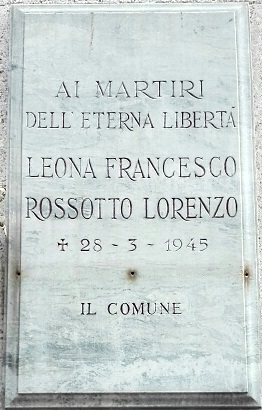 AI MARTIRI
DELL'ETERNA LIBERTÀ
LEONA FRANCESCO
ROSSOTTO LORENZO
✝ 28 - 3 - 1945
IL COMUNE